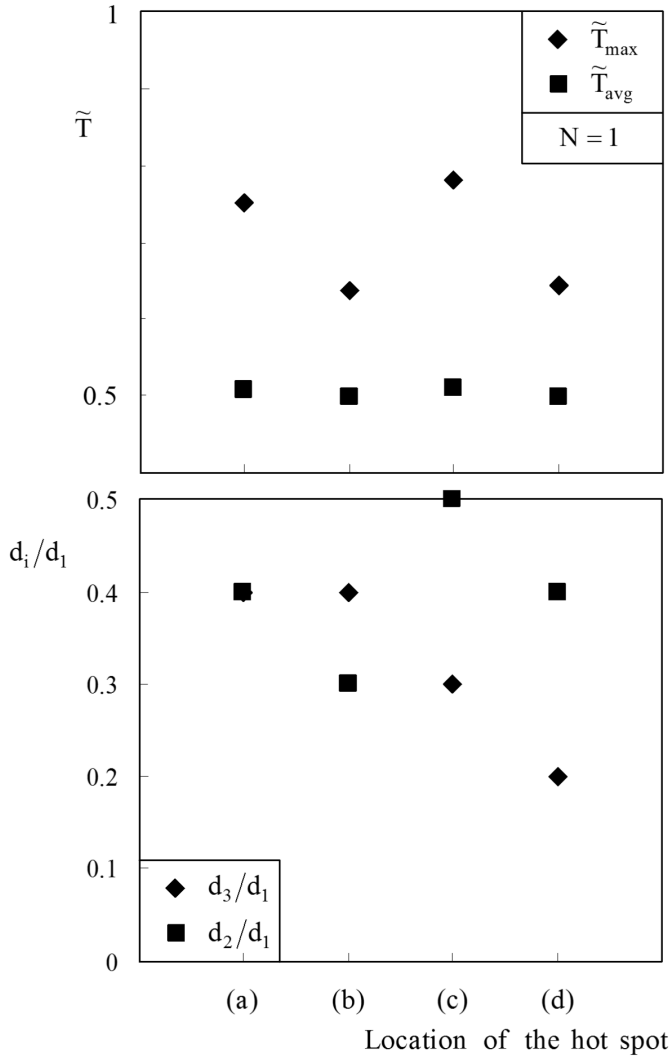 1
T̃
T̃max
T̃avg
N = 1
0.5
0.5
di/d1
0.4
0.3
0.2
0.1
0
d3/d1
d2/d1
(a) (b) (c) (d)
Location of the hot spot